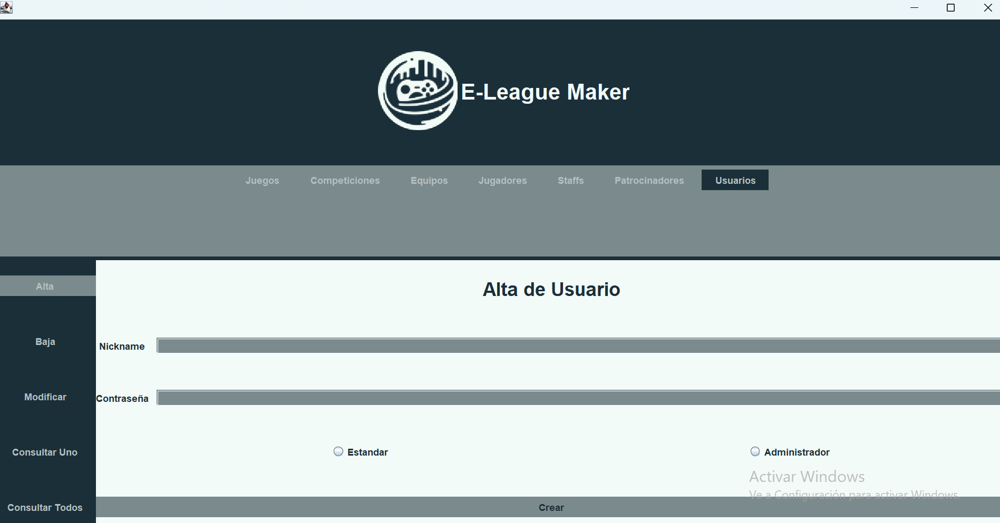 E-League Maker
Juegos Competiciones Equipos Jugadores Staffs Patrocinadores Usuarios
Alta
Baja
Modificar
Consultar Uno
Consultar Todos
Alta de Usuario
Nickname
Contraseña
Estandar Administrador
Activar Windows
Ve a Configuración para activar Windows.
Crear